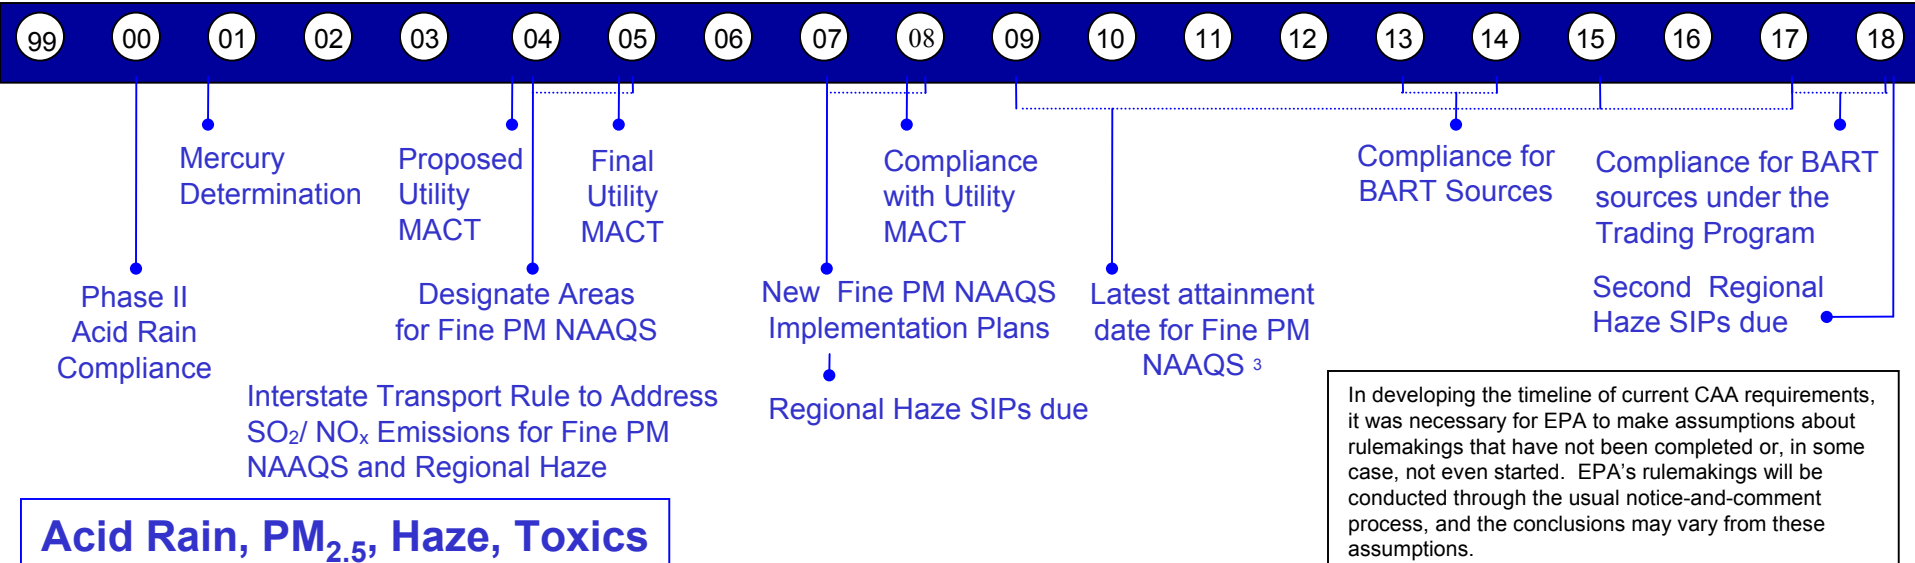 99 00 01 02 03 04 05 06 07 08 09 10 11 12 13 14 15 16 17 18
Mercury
Determination
Proposed
Utility
MACT
Final
Utility
MACT
Compliance
with Utility
MACT
Compliance for
BART Sources
Compliance for BART
sources under the
Trading Program
Phase II
Acid Rain
Compliance
Designate Areas
for Fine PM NAAQS
New Fine PM NAAQS
Implementation Plans
Latest attainment
date for Fine PM
NAAQS 3
Second Regional
Haze SIPs due
Interstate Transport Rule to Address
SO2/ NOx Emissions for Fine PM
NAAQS and Regional Haze
Regional Haze SIPs due
In developing the timeline of current CAA requirements,
it was necessary for EPA to make assumptions about
rulemakings that have not been completed or, in some
case, not even started. EPA's rulemakings will be
conducted through the usual notice-and-comment
process, and the conclusions may vary from these
assumptions.
Acid Rain, PM2.5, Haze, Toxics